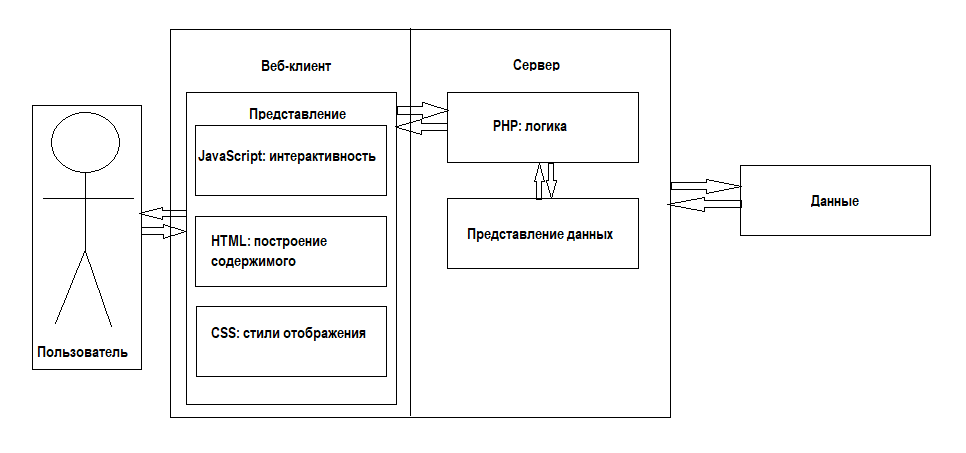 Веб-клиент
Сервер
Представление
JavaScript: интерактивность
HTML: построение
содержимого
CSS: стили отображения
PHP: логика
Представление данных
Данные
Пользователь